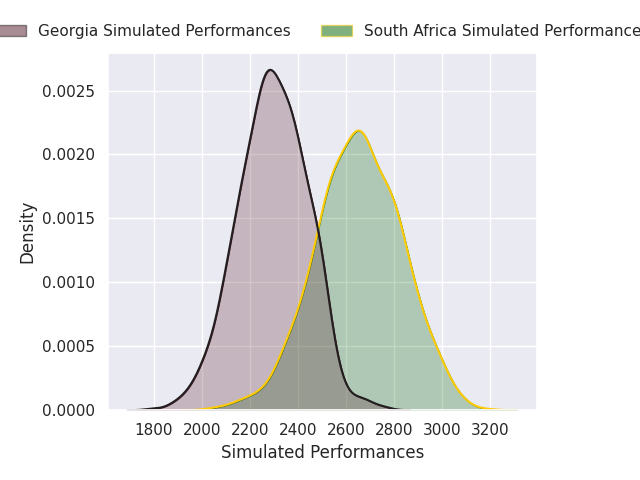 Georgia Simulated Performances South Africa Simulated Performance
0.0025
0.0020
0.0015
0.0010
0.0005
0.0000
Density
1800 2000 2200 2400 2600 2800 3000 3200
Simulated Performances